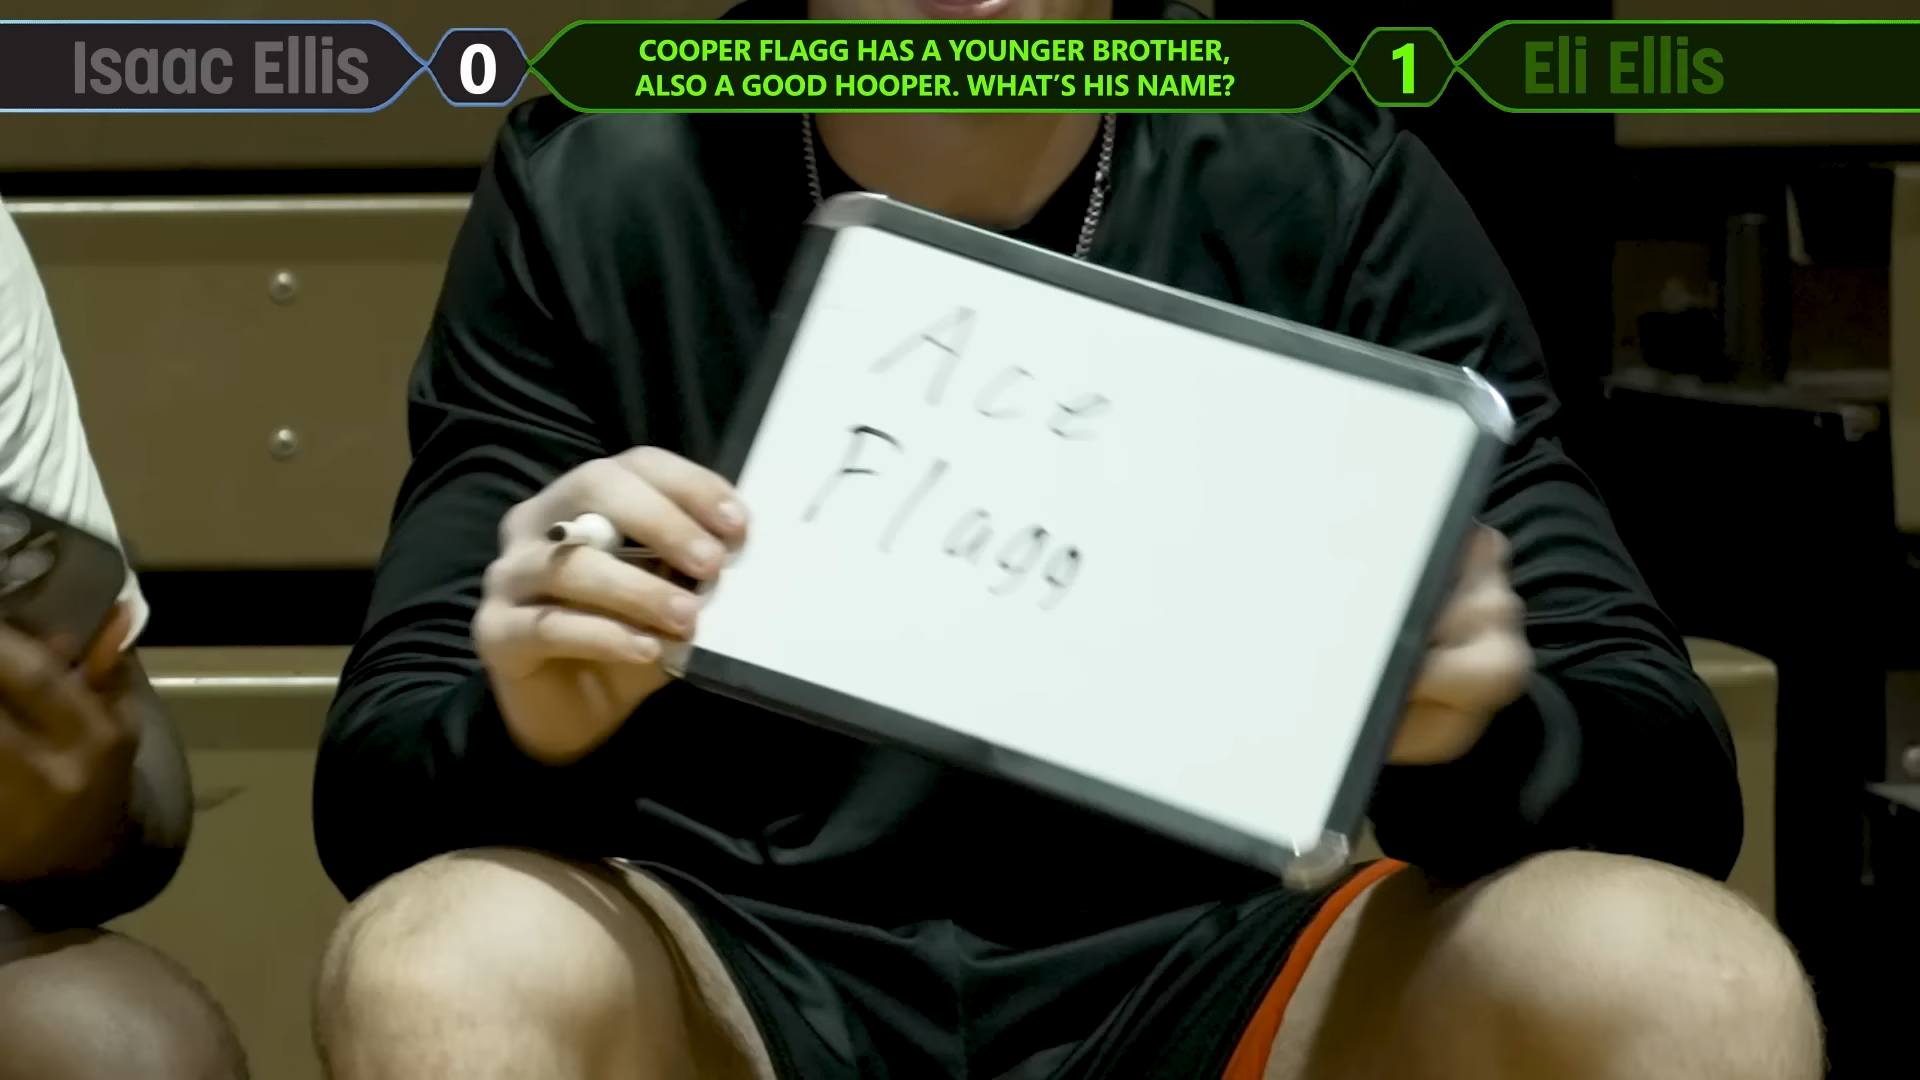 Isaac Ellis
0
COOPER FLAGG HAS A YOUNGER BROTHER,
ALSO A GOOD HOOPER. WHAT'S HIS NAME?
1
Eli Ellis
Ace
Flagg